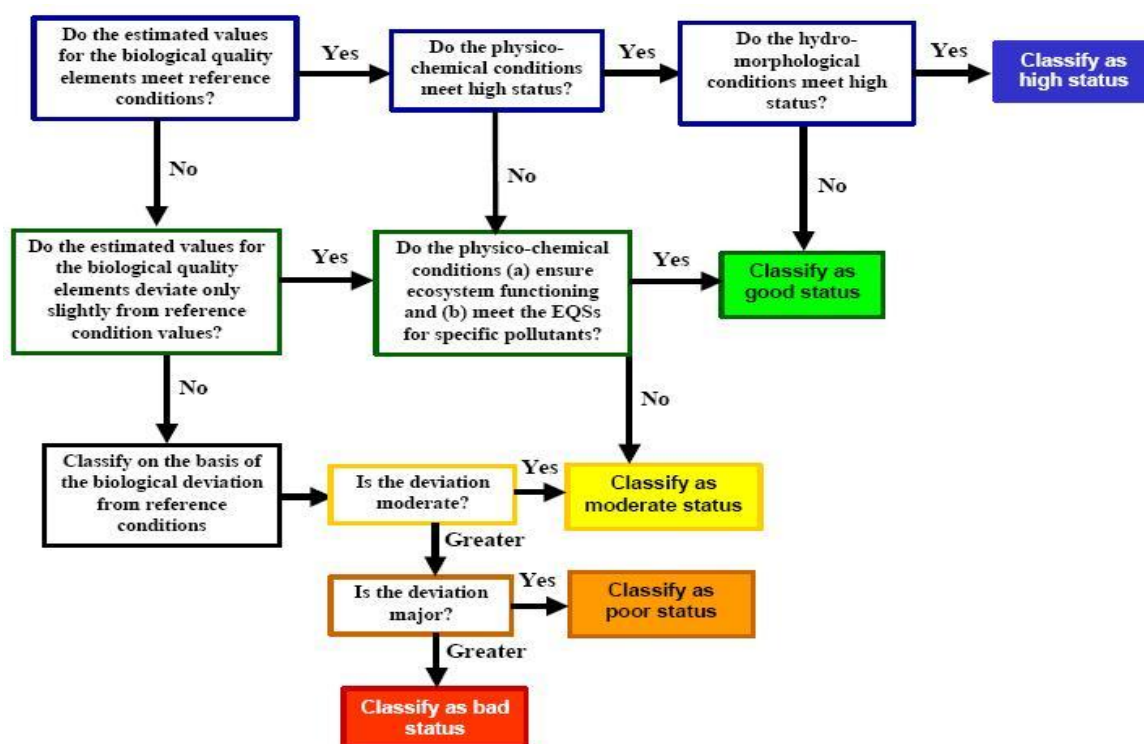 Do the estimated values
for the biological quality
elements meet reference
conditions?
Yes
Do the physico-
chemical conditions
meet high status?
Yes
Do the hydro-
morphological
conditions meet high
status?
Yes
Classify as
high status
No
No
No
Do the estimated values for
the biological quality
elements deviate only
slightly from reference
condition values?
Yes
Do the physico-chemical
conditions (a) ensure
ecosystem functioning
and (b) meet the EQSs
for specific pollutants?
Yes
Classify as
good status
No
No
Classify on the basis of
the biological deviation
from reference
conditions
Is the deviation
moderate?
Yes
Classify as
moderate status
Greater
Is the deviation
major?
Yes
Classify as
poor status
Greater
Classify as bad
status